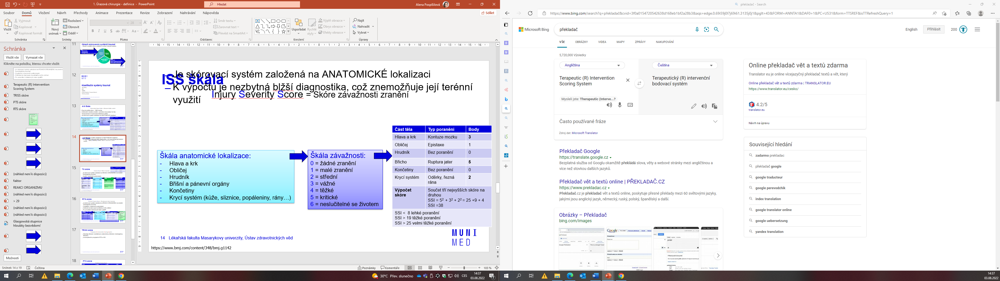 1. Úrazová chirurgie - definice - PowerPoint
Hledat
Alena Pospíšilová
Soubor Domů Vložení Návrh Přechody Animace Prezentace Revize Zobrazení Nahrávání Nápověda
Sdílet
Vložit
Vyjmout
Kopírovat
Kopírovat formát
Schránka
Nový snímek
Rozložení
Obnovit
Oddíl
Snímky
28
Písmo
Směr textu
Zarovnat text
Převést na SmartArt
Odstavec
Uspořádat
Rychlé styly
Výplň obrazce
Obrys obrazce
Efekty obrazce
Kreslení
Najít
Nahradit
Vybrat
Úpravy
Schránka
Vložit vše
Vymazat vše
Klikněte na položku, kterou chcete vložit:
Terapeutic (R) Intervention
Scoring System
TRISS skóre
PTS skóre
RTS skóre
(náhled není k dispozici)
faktor
REAKCI ORGANIZMU
(náhled není k dispozici)
> 29
(náhled není k dispozici)
(náhled není k dispozici)
Glasgowská stupnice
hloubky bezvědomí
Možnosti
11
Oblasti skórovacích systémů traumat
12
Klasifikační systémy traumat
13
AIS škála
14
15
TS skóre
16
RTS skóre
17
TRISS skóre
18
PTS skóre
ISS škála
Je skórovací systém založená na ANATOMICKÉ lokalizaci
– K výpočtu je nezbytná bližší diagnostika, což znemožňuje její terénní
využití
Injury Severity Score = Skóre závažnosti zranění
Škála anatomické lokalizace:
- Hlava a krk
- Obličej
- Hrudník
- Břišní a pánevní orgány
- Končetiny
- Krycí systém (kůže, sliznice, popáleniny, rány…)
Škála závažnosti:
0 = žádné zranění
1 = malé zranění
2 = střední
3 = vážné
4 = těžké
5 = kritické
6 = neslučitelné se životem
Část těla Typ poranění Body
Hlava a krk Kontuze mozku 3
Obličej Epistaxe 1
Hrudník Bez poranění 0
Břicho Ruptura jater 5
Končetiny Bez poranění 0
Krycí systém Oděrky, řezná
rána 2
Výpočet
skóre
Součet tří nejvyšších skóre na
druhou
SSI = 5² + 3² + 2² = 25 +9 + 4
SSI =38
SSI < 8 lehké poranění
SSI > 19 těžké poranění
SSI > 25 velmi těžké poranění
14 Lékařská fakulta Masarykovy univerzity, Ústav zdravotnických věd
MUNI
MED
https://www.bmj.com/content/348/bmj.g1142
Snímek 14 z 19
Čeština
Poznámky
Komentáře
103 %
30°C Přev. slunečno
CES
14:37
03.08.2022
7
překladač - Search
https://www.bing.com/search?q=překladač&cvid=3f0a0154720542638d168eb1bf2a28b3&aqs=edge.0.69i59j0l7j69i61.3135j0j1&pglt=43&FORM=ANNTA1&DAF0=1&PC=U531&form=TTSREF&isTTRefreshQuery=1
Microsoft Bing
překladač
English
Přihlásit
200
VŠE OBRÁZKY VIDEA MAPY ZPRÁVY NAKUPOVÁNÍ
5,720,000 Výsledky
Angličtina
Čeština
Terapeutic (R) Intervention
Scoring System
Terapeutický (R) intervenční
bodovací systém
Mysleli jste: Therapeutic (Interve...?
Často používané fráze
Zdroj dat: Microsoft Translator
Překladač Google
https://translate.google.cz
Bezplatná služba od Googlu okamžitě překládá slova, věty a webové stránky mezi angličtinou a
více než stovkou dalších jazyků.
Překladač vět a textů online | PŘEKLADAČ.CZ
https://www.prekladac.cz
Překladač.cz je překladač vět a textů online, poskytuje přesné překlady mezi 60 světovými jazyky,
jakými jsou anglický jazyk, německý, ruský, polský, španělský a další.
Obrázky – Překladač
bing.com/images
Online překladač vět a textů zdarma
Translator eu je online vícejazyčný překladač textů a vět, který
Online překladač vět a textů zdarma | TRANSLATOR.EU
https://www.translator.eu/cesko/
4.2/5
translator.eu
Návrh na úpravu
Související hledání
zadarmo prekladac
překladač google
google traducteur
google perevodchik
index translation
google translator online
google uebersetzung
yandex translation
14:37
03.08.2022